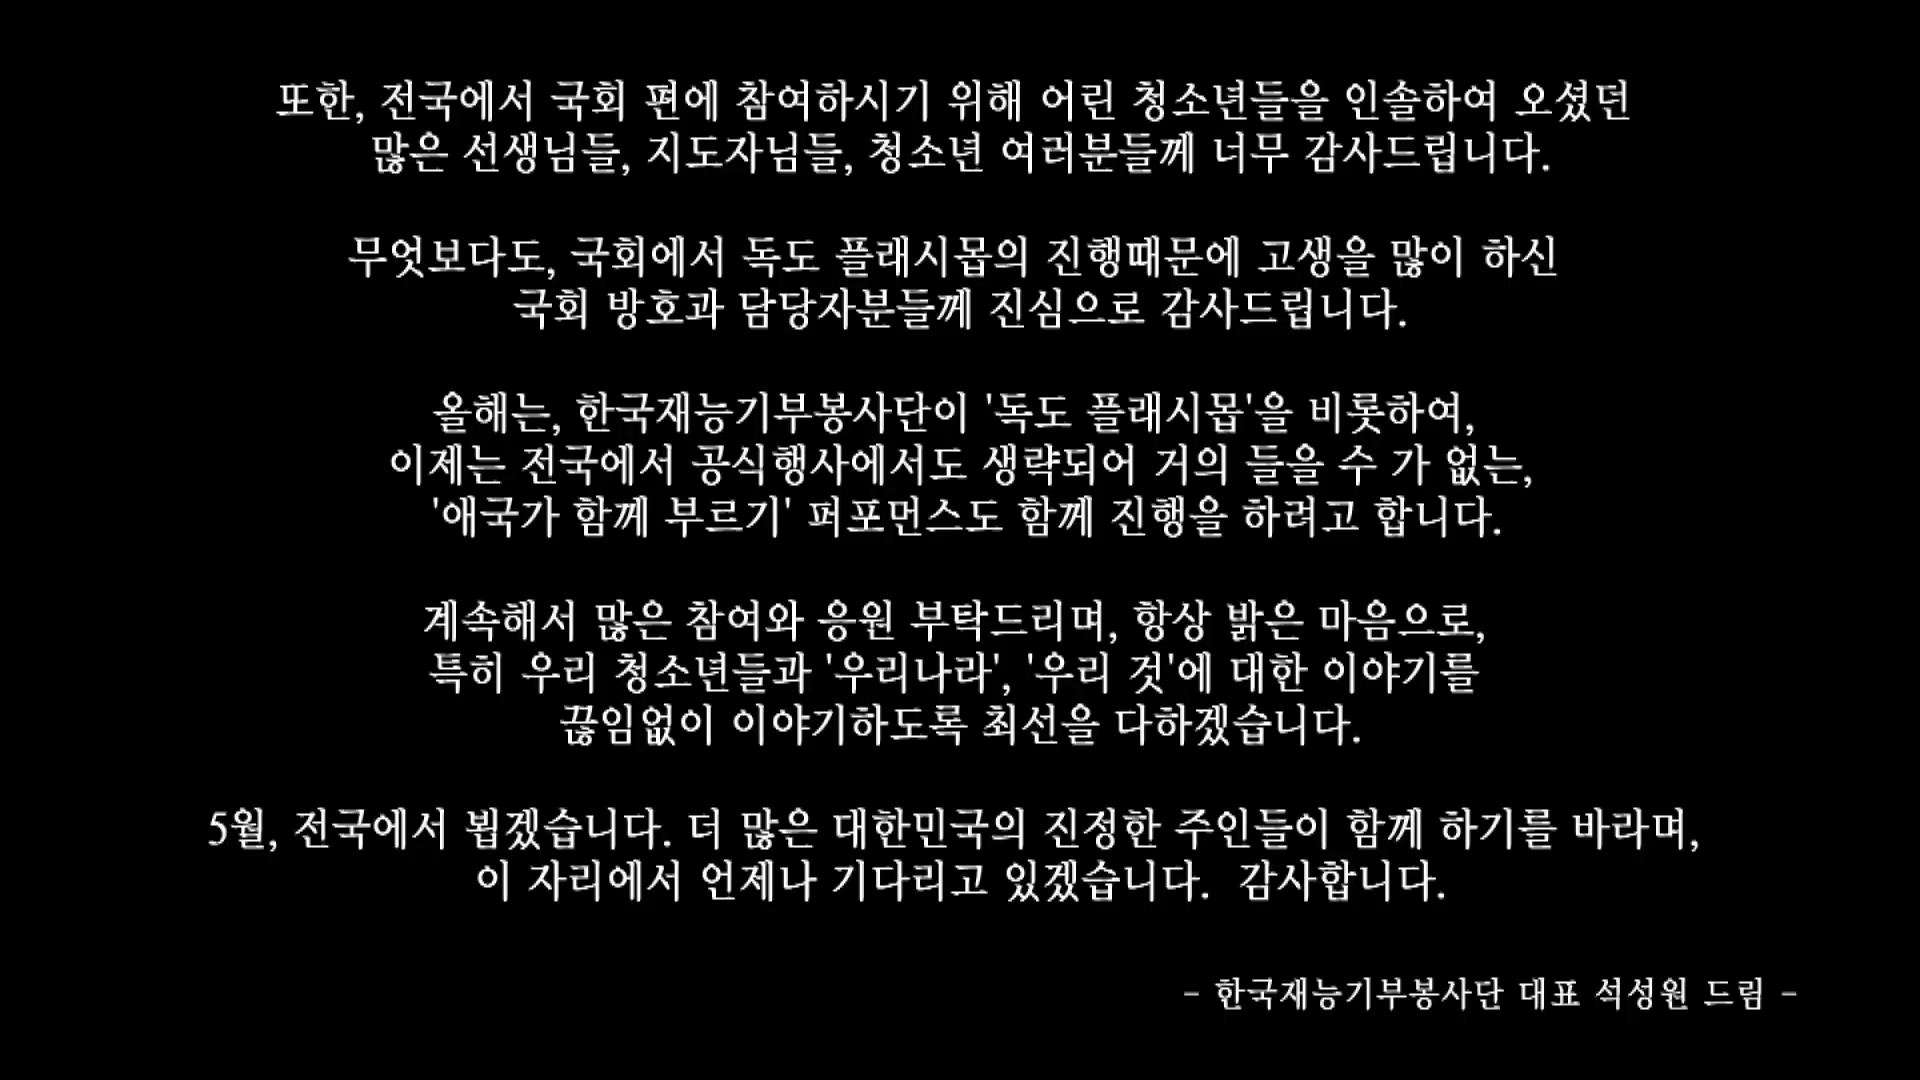 또한, 전국에서 국회 편에 참여하시기 위해 어린 청소년들을 인솔하여 오셨던
많은 선생님들, 지도자님들, 청소년 여러분들께 너무 감사드립니다.
무엇보다도, 국회에서 독도 플래시몹의 진행때문에 고생을 많이 하신
국회 방호과 담당자분들께 진심으로 감사드립니다.
올해는, 한국재능기부봉사단이 '독도 플래시몹'을 비롯하여,
이제는 전국에서 공식행사에서도 생략되어 거의 들을 수 가 없는,
'애국가 함께 부르기' 퍼포먼스도 함께 진행을 하려고 합니다.
계속해서 많은 참여와 응원 부탁드리며, 항상 밝은 마음으로,
특히 우리 청소년들과 '우리나라', '우리 것'에 대한 이야기를
끊임없이 이야기하도록 최선을 다하겠습니다.
5월, 전국에서 뵙겠습니다. 더 많은 대한민국의 진정한 주인들이 함께 하기를 바라며,
이 자리에서 언제나 기다리고 있겠습니다.  감사합니다.
- 한국재능기부봉사단 대표 석성원 드림 -